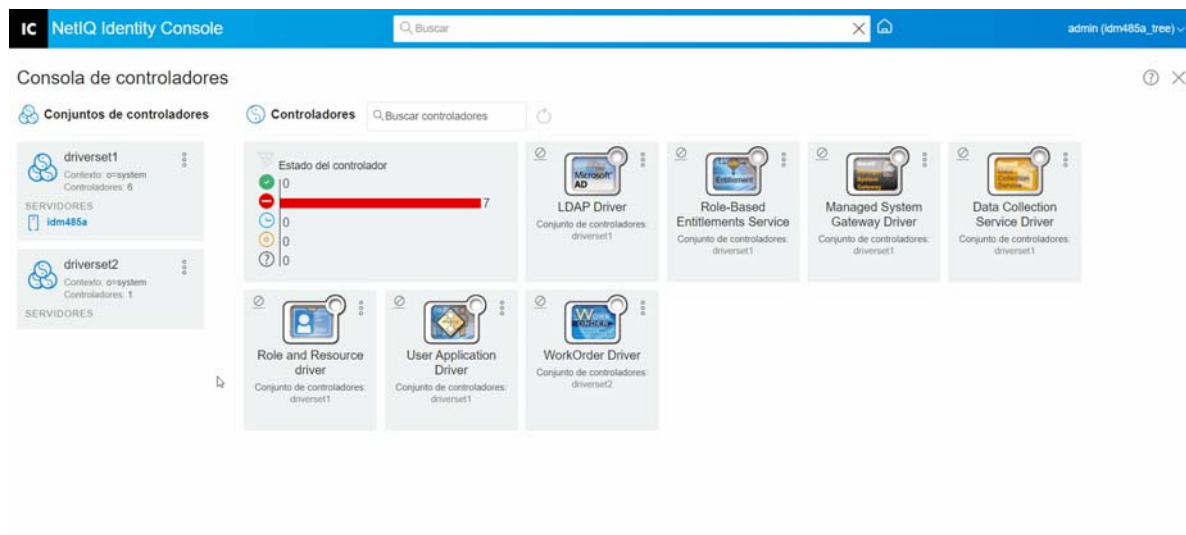 IC NetIQ Identity Console
Buscar
admin (idm485a_tree)
Consola de controladores
Conjuntos de controladores
Controladores
Buscar controladores
driverset1
Contexto: o=system
Controladores: 6
SERVIDORES
idm485a
driverset2
Contexto: o=system
Controladores: 1
SERVIDORES
Estado del controlador
0
7
0
0
0
Microsoft
AD
LDAP Driver
Conjunto de controladores:
driverset1
Entitlement
Role-Based
Entitlements Service
Conjunto de controladores:
driverset1
Managed System
Gateway Driver
Conjunto de controladores:
driverset1
Data Collection
Service Driver
Conjunto de controladores:
driverset1
Role and Resource
driver
Conjunto de controladores:
driverset1
User Application
Driver
Conjunto de controladores:
driverset1
WORK
ORDER
WorkOrder Driver
Conjunto de controladores:
driverset2